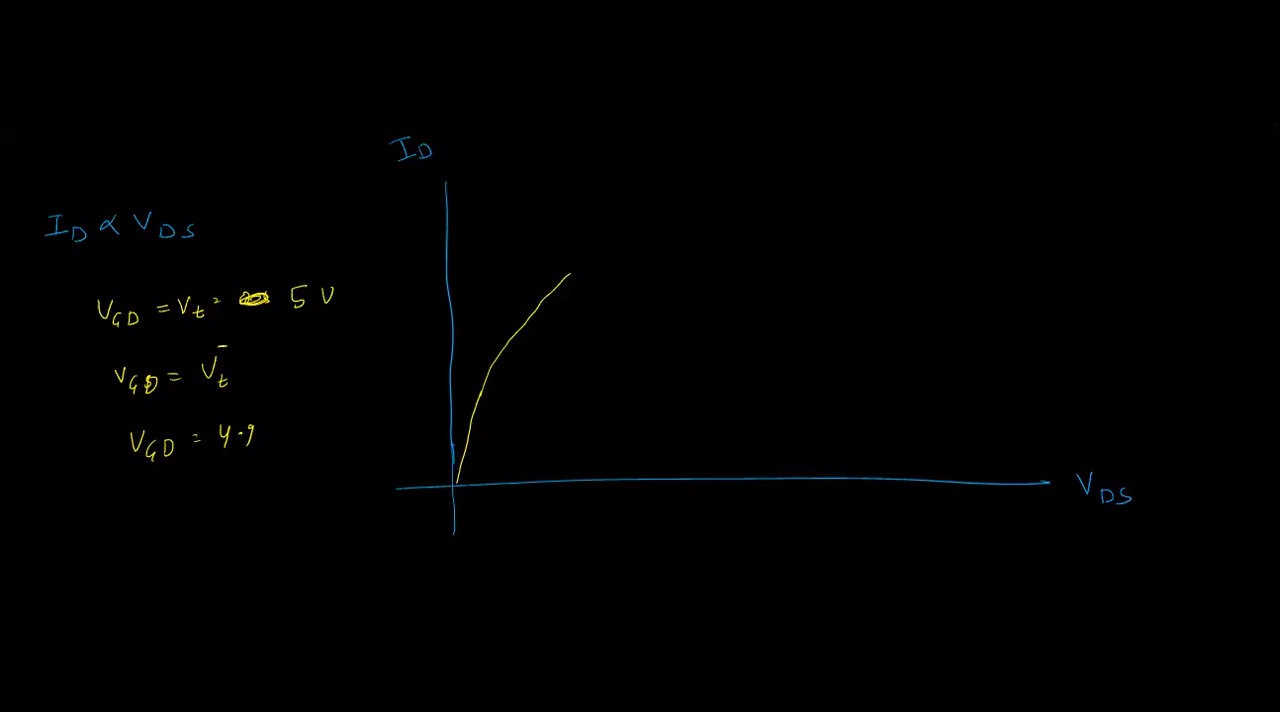 I_D
I_D ∝ V_DS
V_GD = V_t = 5 V
V_GD = V_t^-
V_GD = 4.9
V_DS